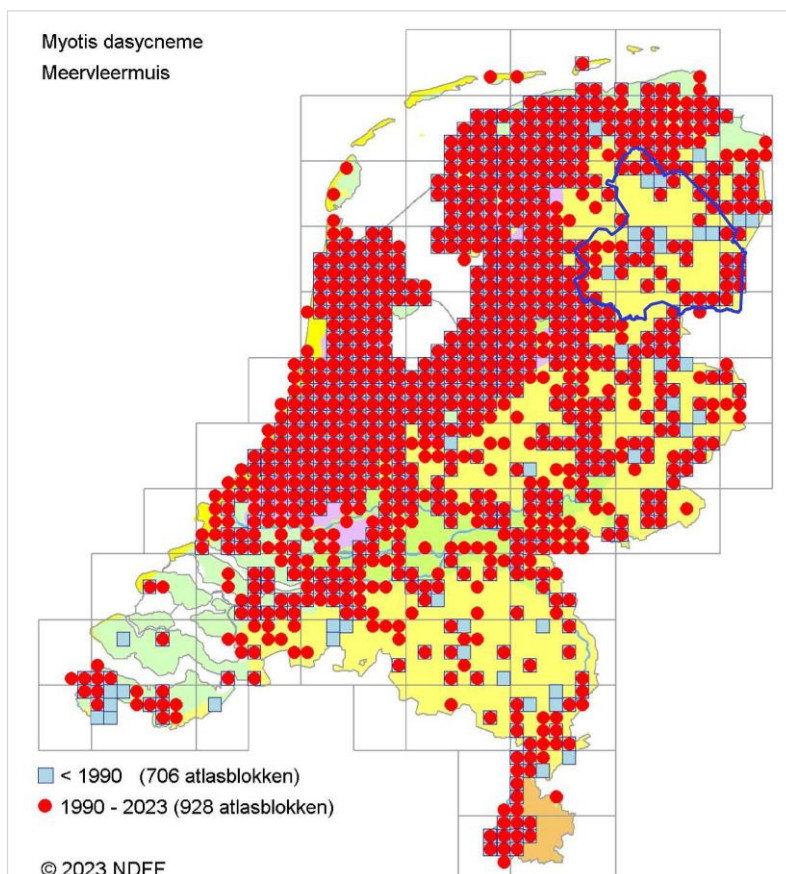 Myotis dasycneme
Meervleermuis
< 1990 (706 atlasblokken)
1990 - 2023 (928 atlasblokken)
© 2023 NDFF